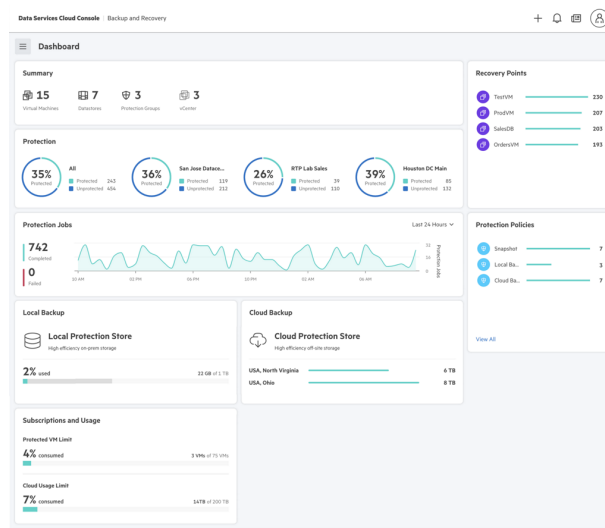 Data Services Cloud Console | Backup and Recovery
Dashboard
Summary
15
Virtual Machines
7
Datastores
3
Protection Groups
3
vCenter
Recovery Points
TestVM 230
ProdVM 207
SalesDB 203
OrdersVM 193
Protection
35%
Protected
All
Protected 243
Unprotected 454
36%
Protected
San Jose Datace...
Protected 119
Unprotected 212
26%
Protected
RTP Lab Sales
Protected 39
Unprotected 110
39%
Protected
Houston DC Main
Protected 85
Unprotected 132
Protection Jobs
Last 24 Hours
742
Completed
0
Failed
16
0
Protection Jobs
10 AM 02 PM 06 PM 10 PM 02 AM 06 AM
Protection Policies
Snapshot 7
Local Ba... 3
Cloud Ba... 7
View All
Local Backup
Local Protection Store
High efficiency on-prem storage
2% used
22 GB of 1 TB
Cloud Backup
Cloud Protection Store
High efficiency off-site storage
USA, North Virginia 6 TB
USA, Ohio 8 TB
Subscriptions and Usage
Protected VM Limit
4% consumed
3 VMs of 75 VMs
Cloud Usage Limit
7% consumed
14TB of 200 TB